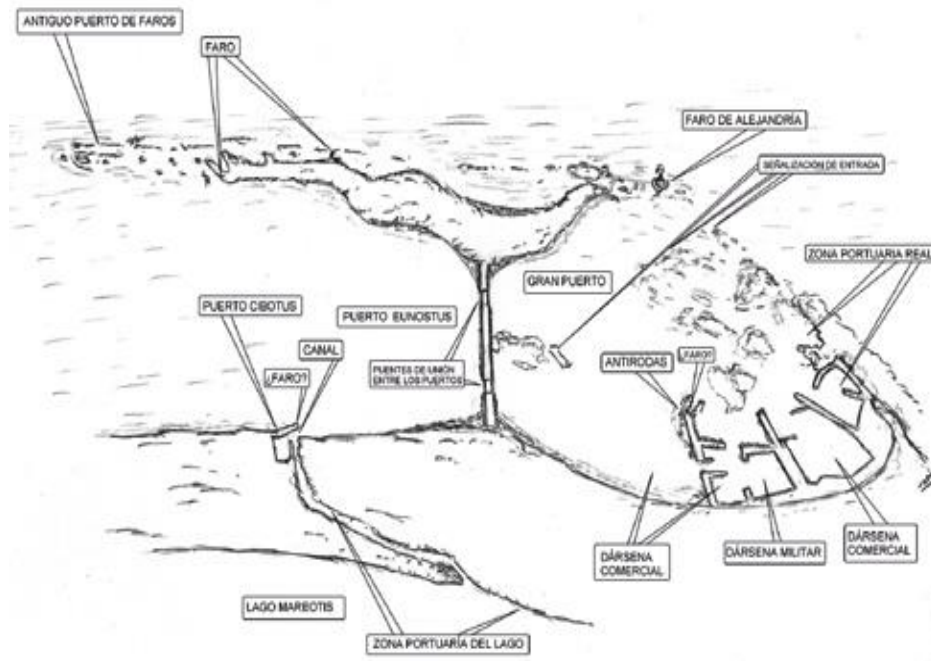 ANTIGUO PUERTO DE FAROS
FARO
FARO DE ALEJANDRÍA
SEÑALIZACIÓN DE ENTRADA
ZONA PORTUARIA REAL
GRAN PUERTO
PUERTO CIBOTUS
PUERTO EUNOSTUS
CANAL
¿FARO?
PUENTES DE UNIÓN
ENTRE LOS PUERTOS
ANTIRODAS
¿FARO?
DÁRSENA
COMERCIAL
DÁRSENA MILITAR
DÁRSENA
COMERCIAL
LAGO MAREOTIS
ZONA PORTUARÍA DEL LAGO